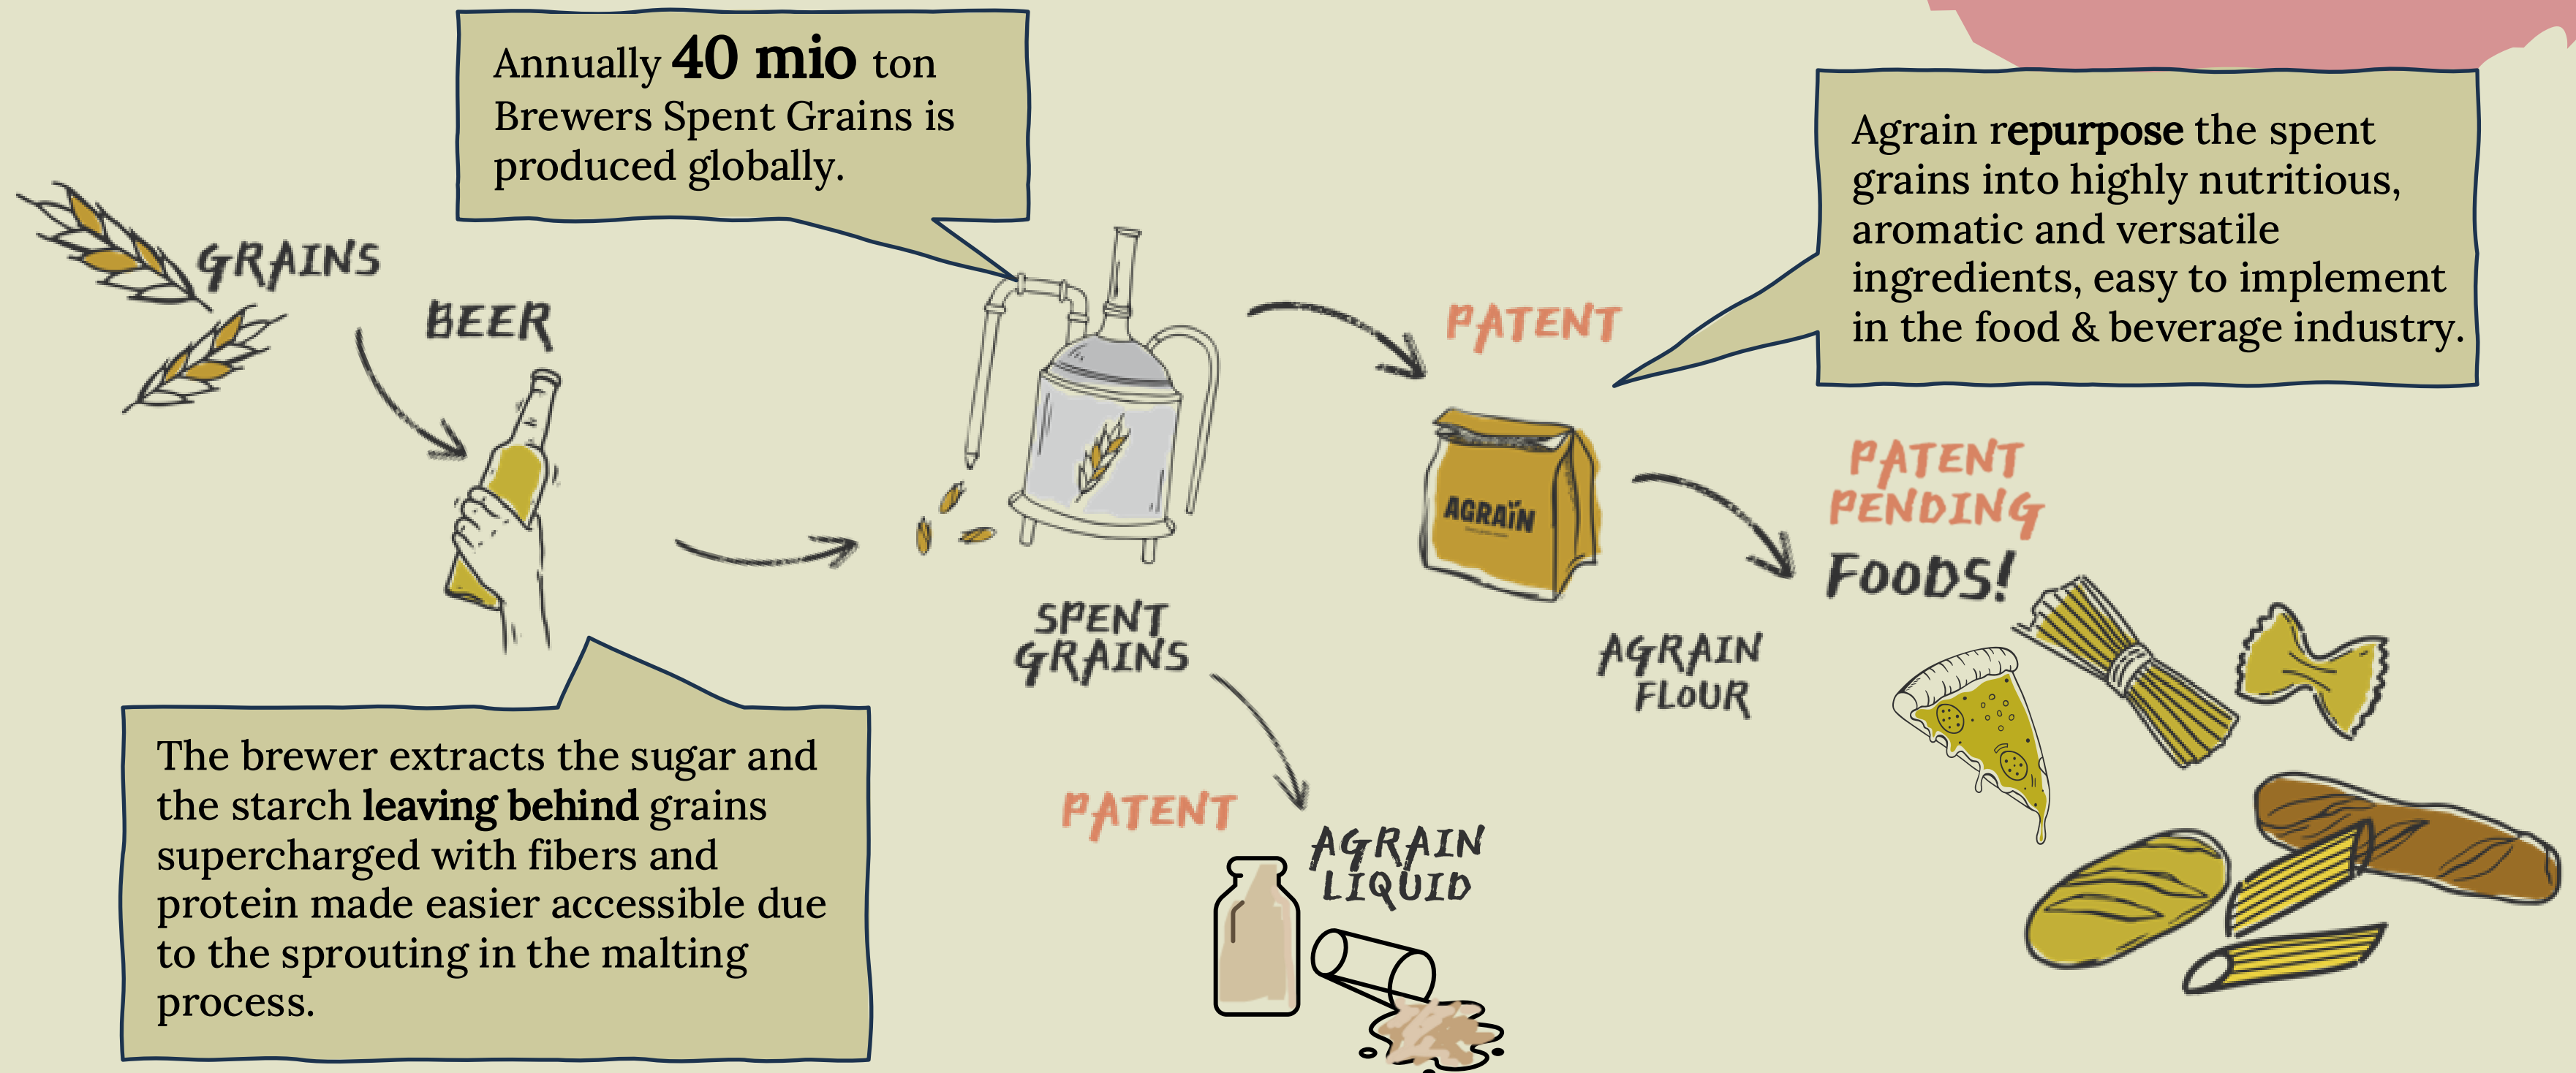 Annually 40 mio ton
Brewers Spent Grains is
produced globally.
Agrain repurpose the spent
grains into highly nutritious,
aromatic and versatile
ingredients, easy to implement
in the food & beverage industry.
GRAINS
BEER
PATENT
AGRAïN
PATENT
PENDING
FOODS!
SPENT
GRAINS
AGRAIN
FLOUR
The brewer extracts the sugar and
the starch leaving behind grains
supercharged with fibers and
protein made easier accessible due
to the sprouting in the malting
process.
PATENT
AGRAIN
LIQUID